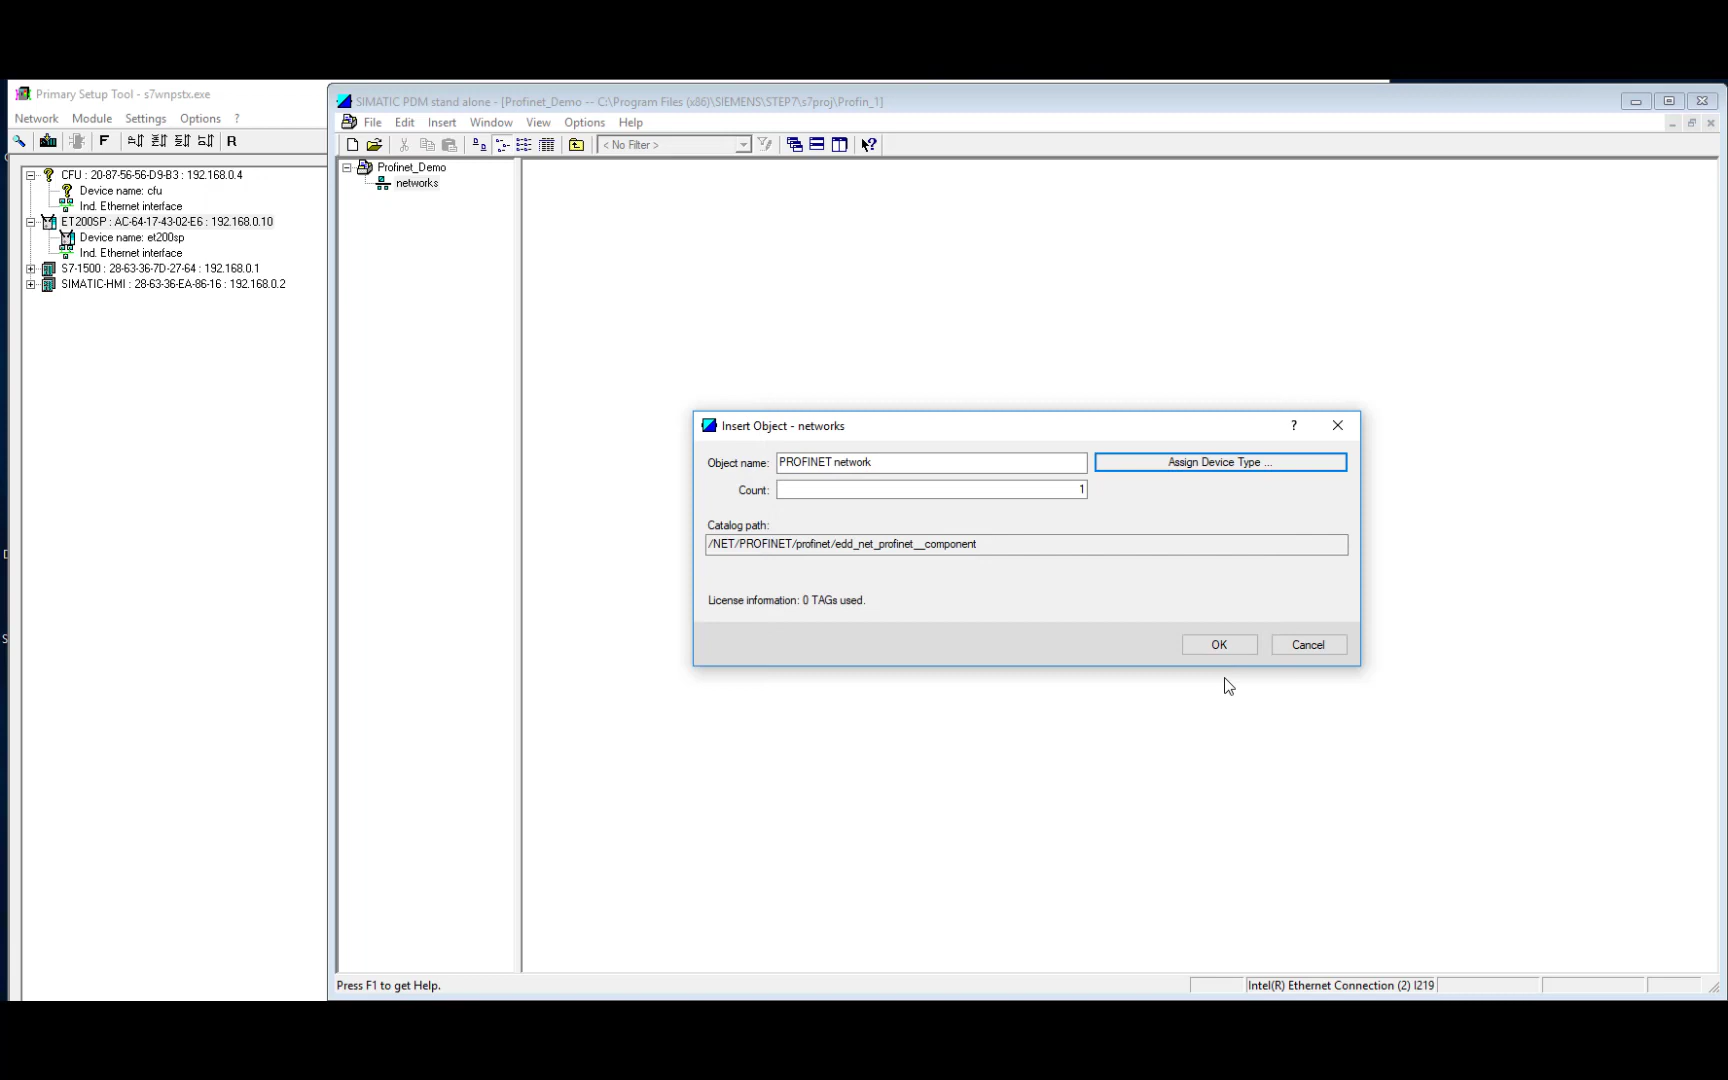 Primary Setup Tool - s7wnpstx.exe
Network Module Settings Options ?
F R
CFU : 20-87-56-56-D9-B3 : 192.168.0.4
Device name: cfu
Ind. Ethernet interface
ET200SP : AC-64-17-43-02-E6 : 192.168.0.10
Device name: et200sp
Ind. Ethernet interface
S7-1500 : 28-63-36-7D-27-64 : 192.168.0.1
SIMATIC-HMI : 28-63-36-EA-86-16 : 192.168.0.2
SIMATIC PDM stand alone - [Profinet_Demo -- C:\Program Files (x86)\SIEMENS\STEP7\s7proj\Profin_1]
File Edit Insert Window View Options Help
< No Filter >
Profinet_Demo
networks
Insert Object - networks
Object name: PROFINET network Assign Device Type ...
Count: 1
Catalog path:
/NET/PROFINET/profinet/edd_net_profinet__component
License information: 0 TAGs used.
OK Cancel
Press F1 to get Help. Intel(R) Ethernet Connection (2) I219